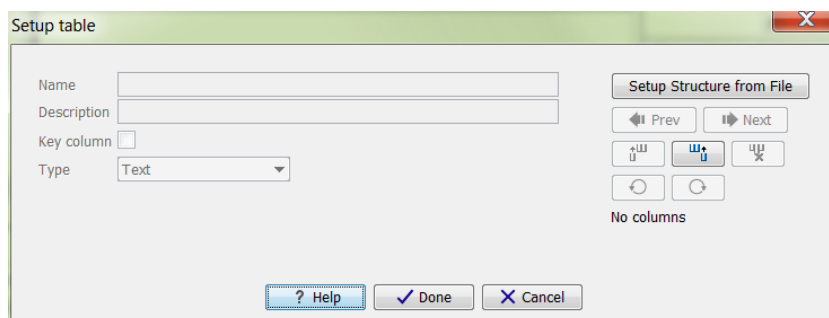 Setup table
Name
Description
Key column
Type
Text
Setup Structure from File
Prev
Next
No columns
? Help
Done
Cancel